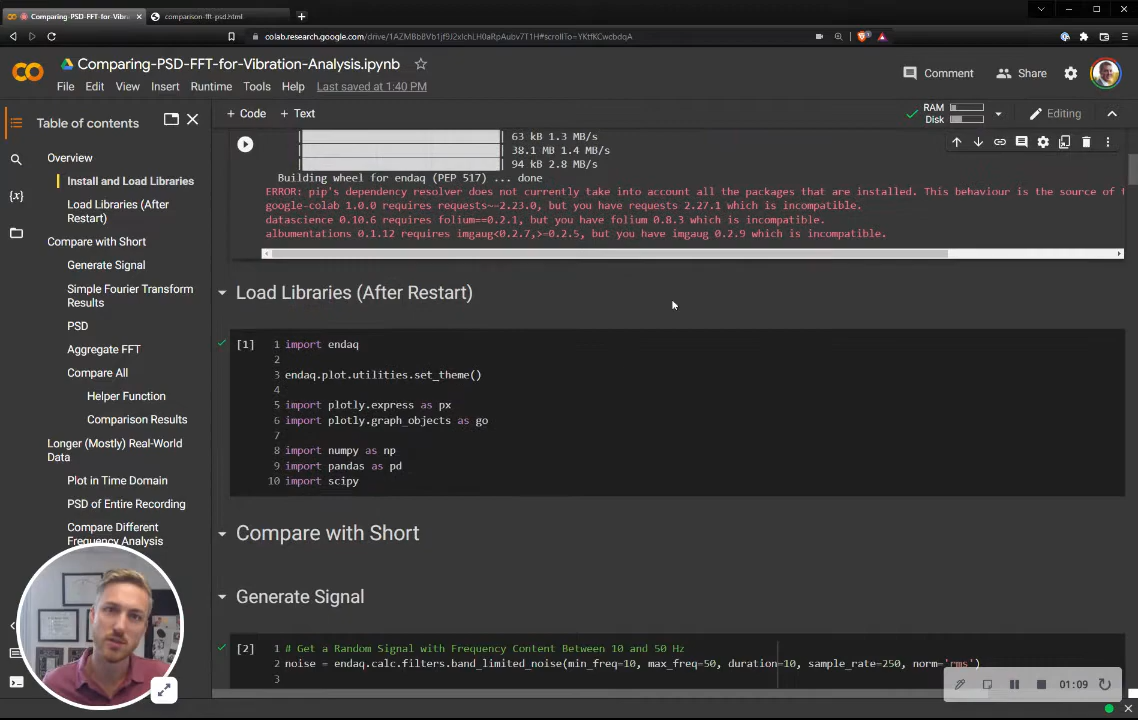 Comparing-PSD-FFT-for-Vibra
comparison-fft-psd.html
colab.research.google.com/drive/1AZMBbBVb1jf9J2xlchLH0aRpAubv7T1H#scrollTo=YKtfKCwcbdqA
Comparing-PSD-FFT-for-Vibration-Analysis.ipynb
File Edit View Insert Runtime Tools Help Last saved at 1:40 PM
Comment Share
+ Code + Text
RAM
Disk
Editing
Table of contents
Overview
Install and Load Libraries
Load Libraries (After
Restart)
Compare with Short
Generate Signal
Simple Fourier Transform
Results
PSD
Aggregate FFT
Compare All
Helper Function
Comparison Results
Longer (Mostly) Real-World
Data
Plot in Time Domain
PSD of Entire Recording
Compare Different
Frequency Analysis
63 kB 1.3 MB/s
38.1 MB 1.4 MB/s
94 kB 2.8 MB/s
Building wheel for endaq (PEP 517) ... done
ERROR: pip's dependency resolver does not currently take into account all the packages that are installed. This behaviour is the source of
google-colab 1.0.0 requires requests~=2.23.0, but you have requests 2.27.1 which is incompatible.
datascience 0.10.6 requires folium==0.2.1, but you have folium 0.8.3 which is incompatible.
albumentations 0.1.12 requires imgaug<0.2.7,>=0.2.5, but you have imgaug 0.2.9 which is incompatible.
Load Libraries (After Restart)
[1] 1 import endaq
2
3 endaq.plot.utilities.set_theme()
4
5 import plotly.express as px
6 import plotly.graph_objects as go
7
8 import numpy as np
9 import pandas as pd
10 import scipy
Compare with Short
Generate Signal
[2] 1 # Get a Random Signal with Frequency Content Between 10 and 50 Hz
2 noise = endaq.calc.filters.band_limited_noise(min_freq=10, max_freq=50, duration=10, sample_rate=250, norm='rms')
3
01:09